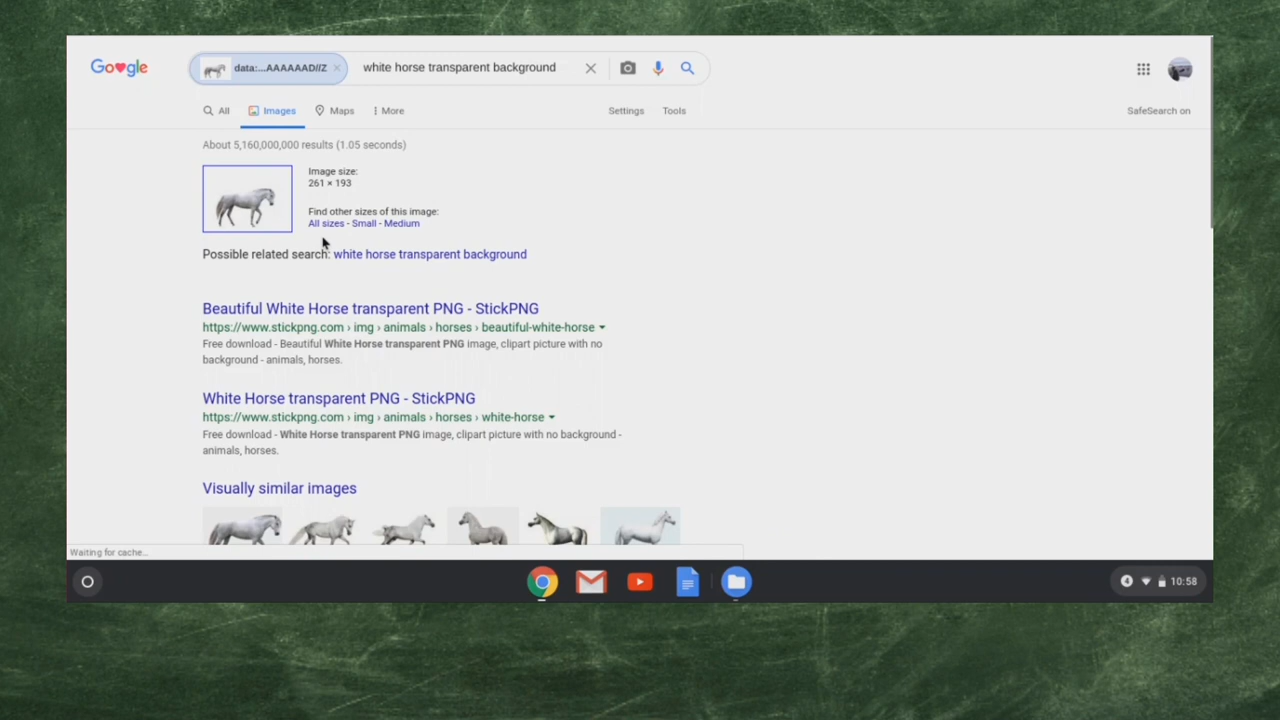 Google data:...AAAAAAD//Z × white horse transparent background
All Images Maps More Settings Tools SafeSearch on
About 5,160,000,000 results (1.05 seconds)
Image size:
261 × 193
Find other sizes of this image:
All sizes - Small - Medium
Possible related search: white horse transparent background
Beautiful White Horse transparent PNG - StickPNG
https://www.stickpng.com › img › animals › horses › beautiful-white-horse
Free download - Beautiful White Horse transparent PNG image, clipart picture with no
background - animals, horses.
White Horse transparent PNG - StickPNG
https://www.stickpng.com › img › animals › horses › white-horse
Free download - White Horse transparent PNG image, clipart picture with no background -
animals, horses.
Visually similar images
Waiting for cache...
4 10:58